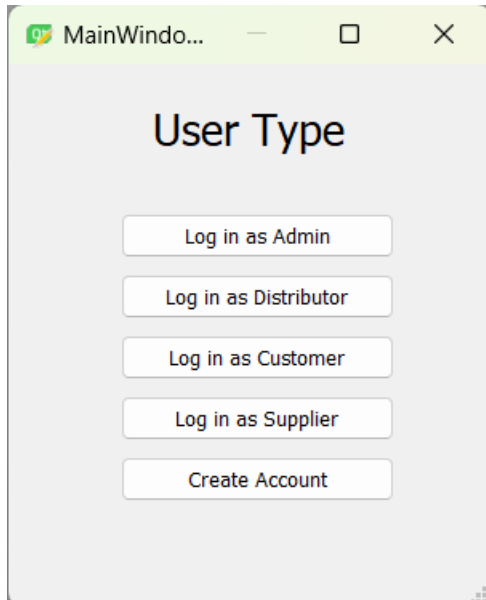 MainWindo...
User Type
Log in as Admin
Log in as Distributor
Log in as Customer
Log in as Supplier
Create Account